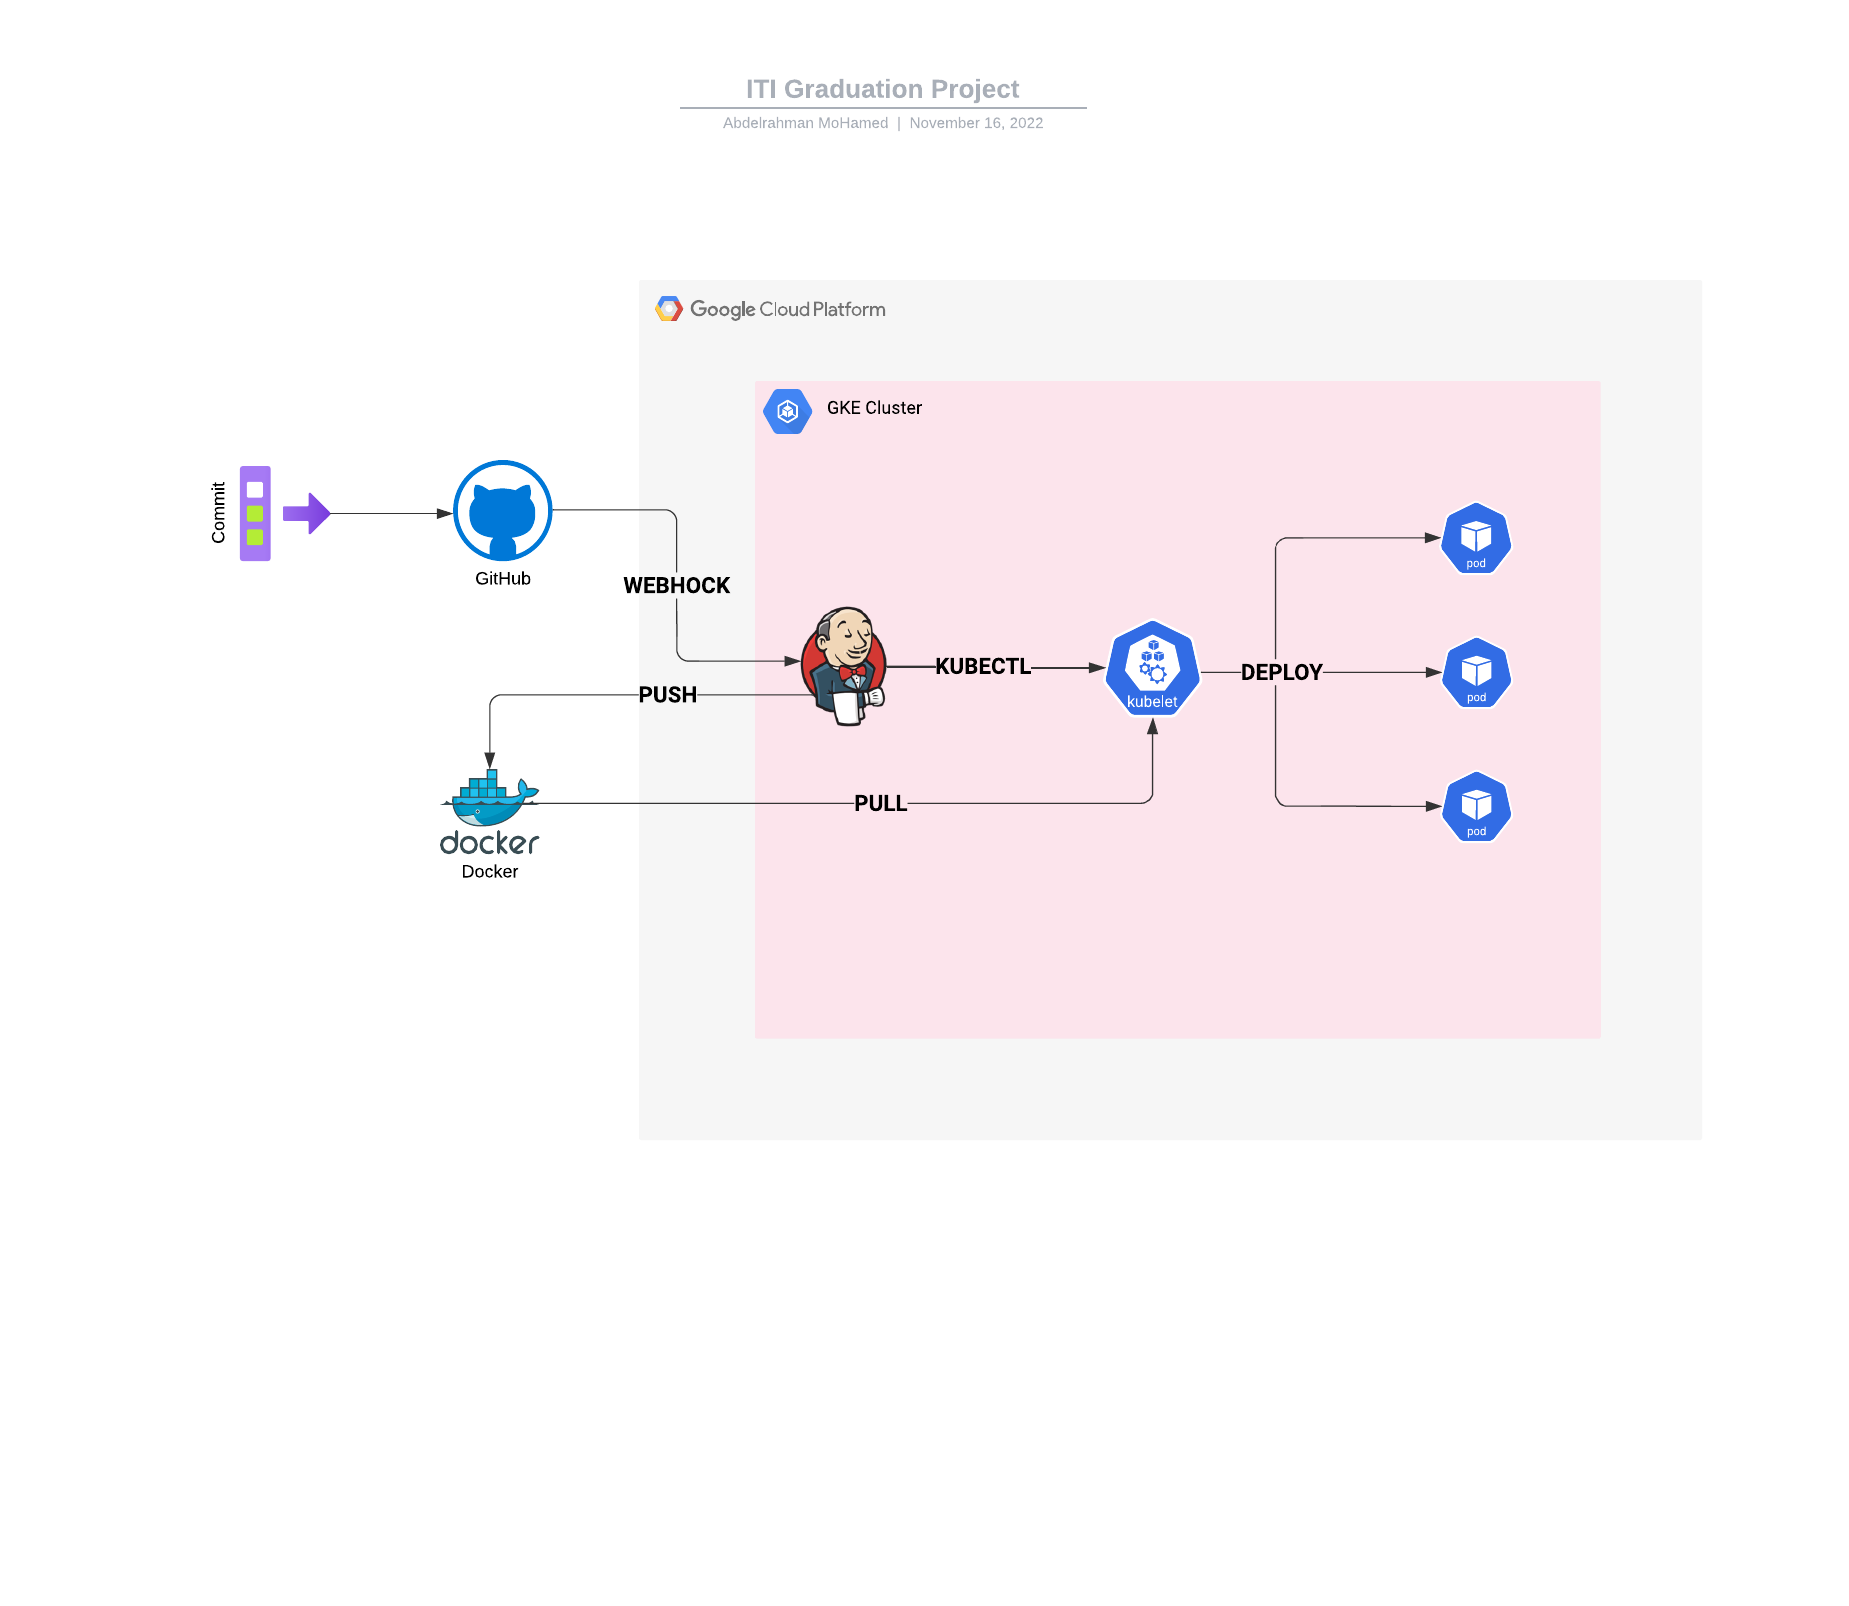 ITI Graduation Project
Abdelrahman MoHamed | November 16, 2022
Google Cloud Platform
GKE Cluster
Commit
GitHub
WEBHOCK
KUBECTL
PUSH
kubelet
DEPLOY
pod
pod
pod
PULL
docker
Docker